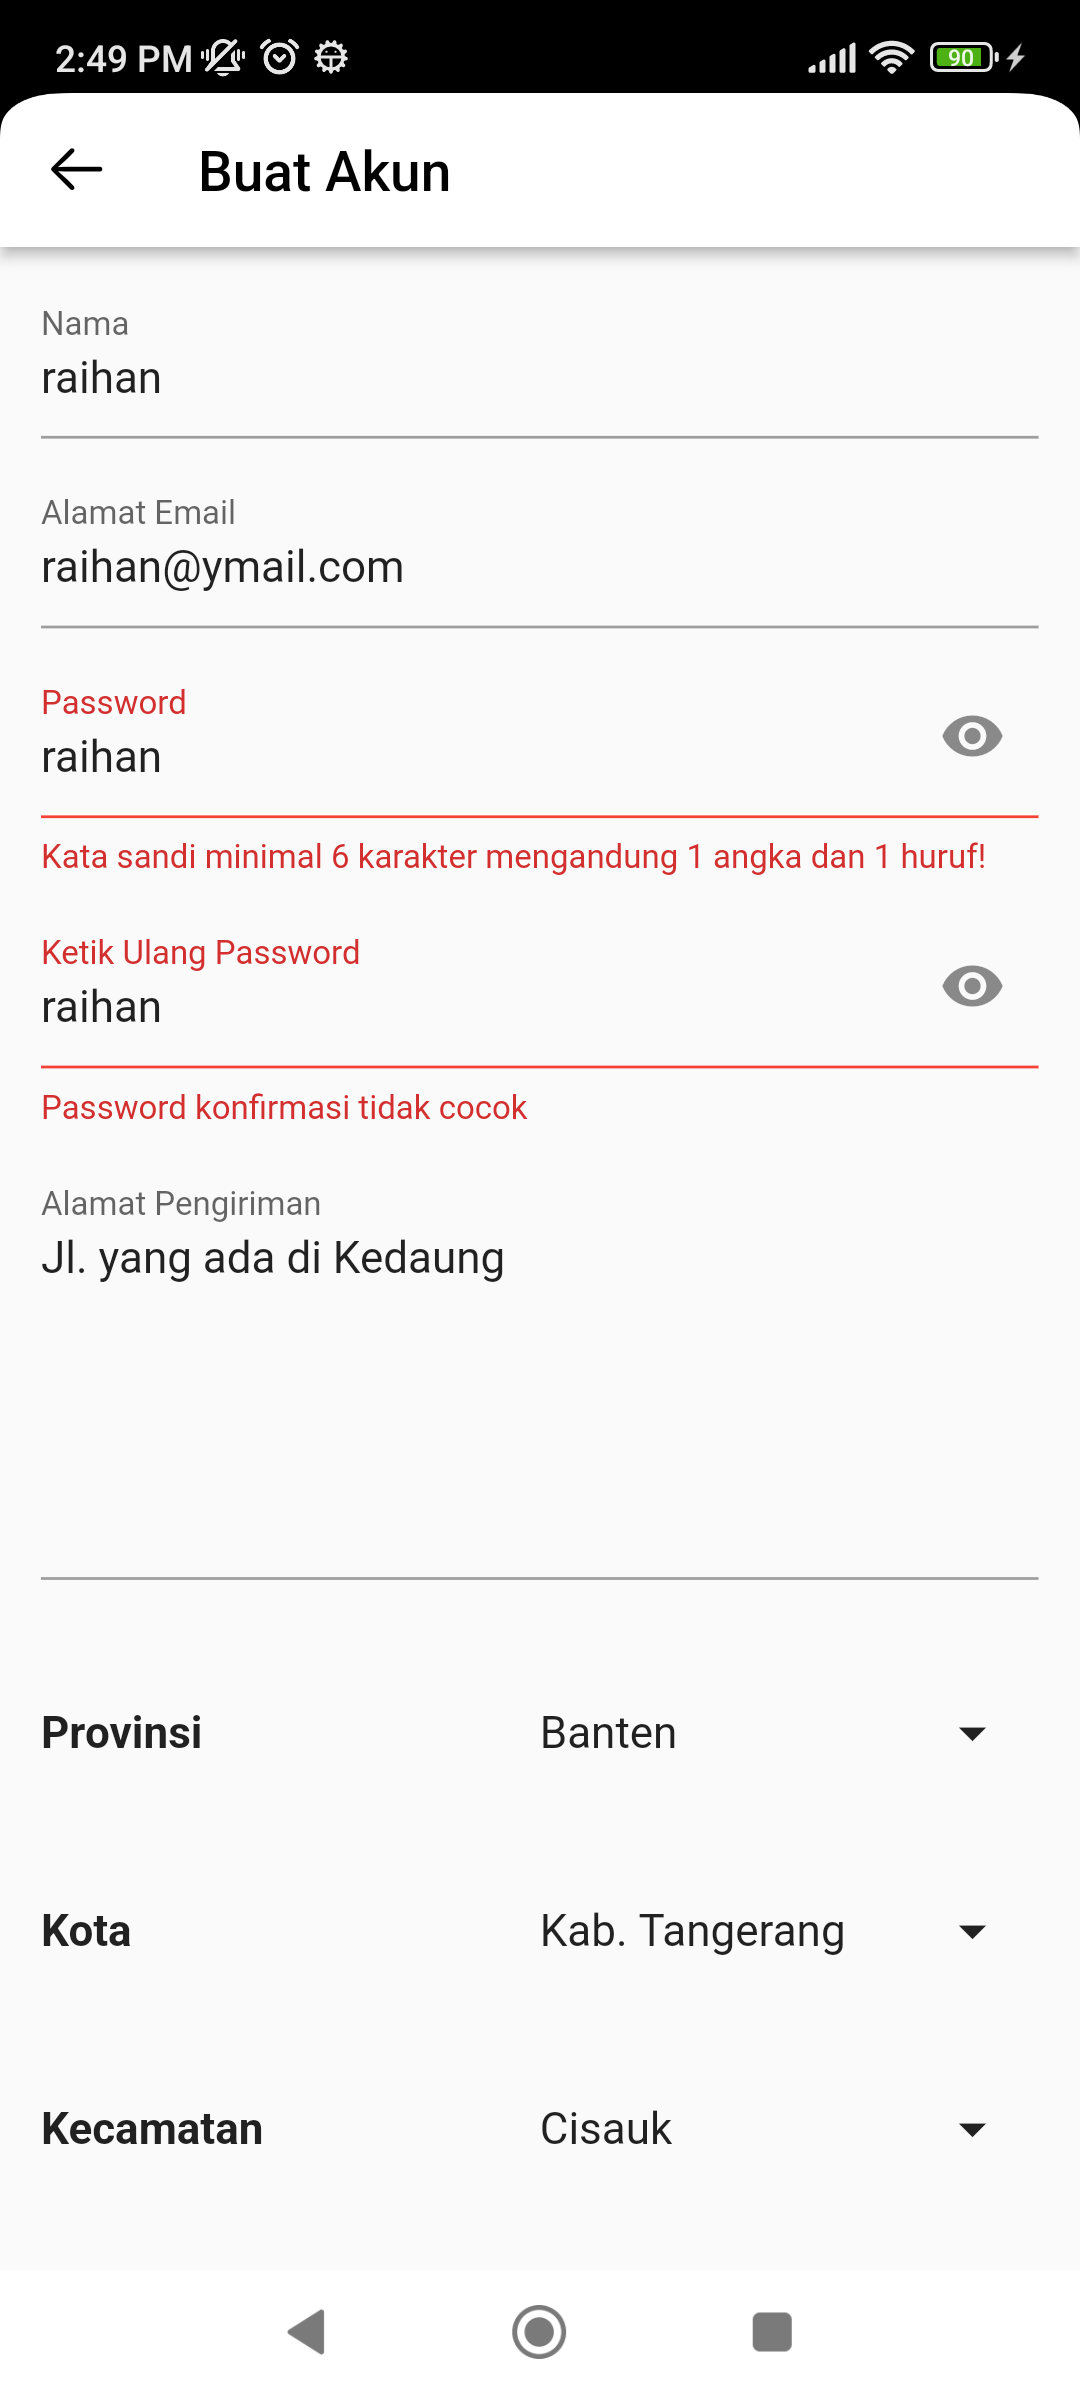 2:49 PM
90
Buat Akun
Nama
raihan
Alamat Email
raihan@ymail.com
Password
raihan
Kata sandi minimal 6 karakter mengandung 1 angka dan 1 huruf!
Ketik Ulang Password
raihan
Password konfirmasi tidak cocok
Alamat Pengiriman
Jl. yang ada di Kedaung
Provinsi Banten
Kota Kab. Tangerang
Kecamatan Cisauk